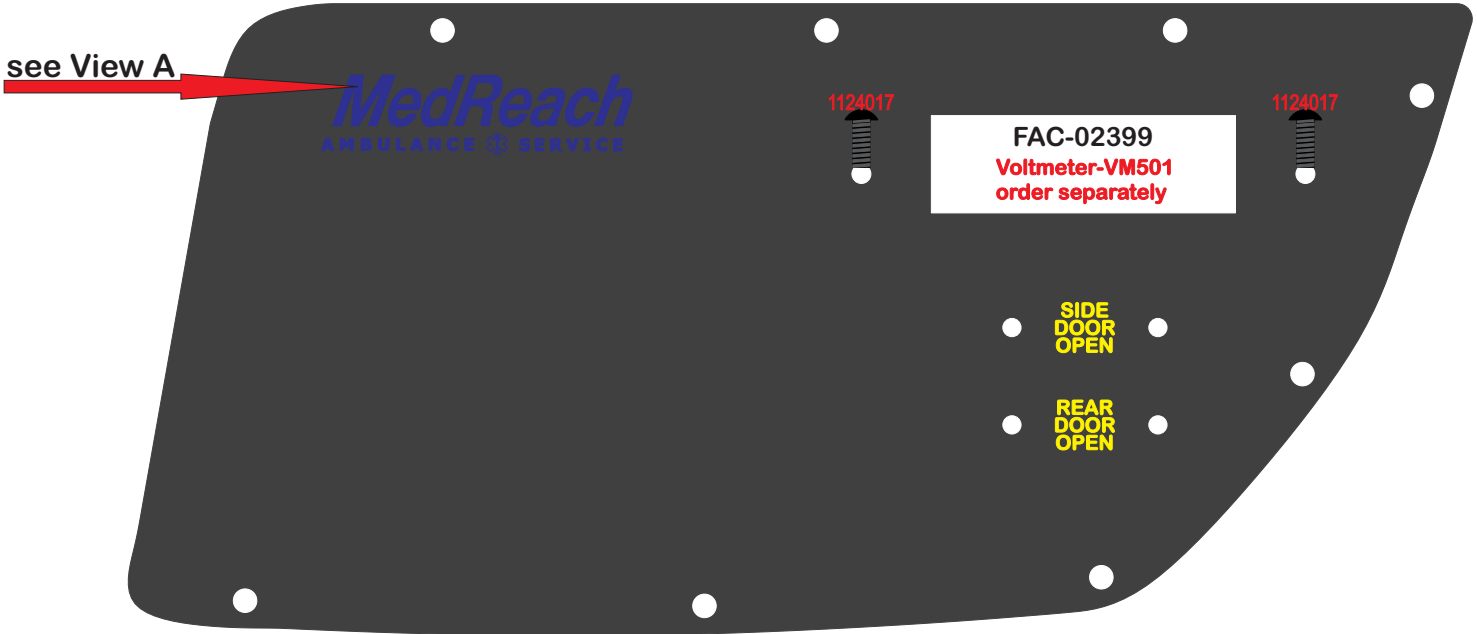 see View A
MedReach
AMBULANCE SERVICE
1124017
1124017
FAC-02399
Voltmeter-VM501
order separately
SIDE
DOOR
OPEN
REAR
DOOR
OPEN